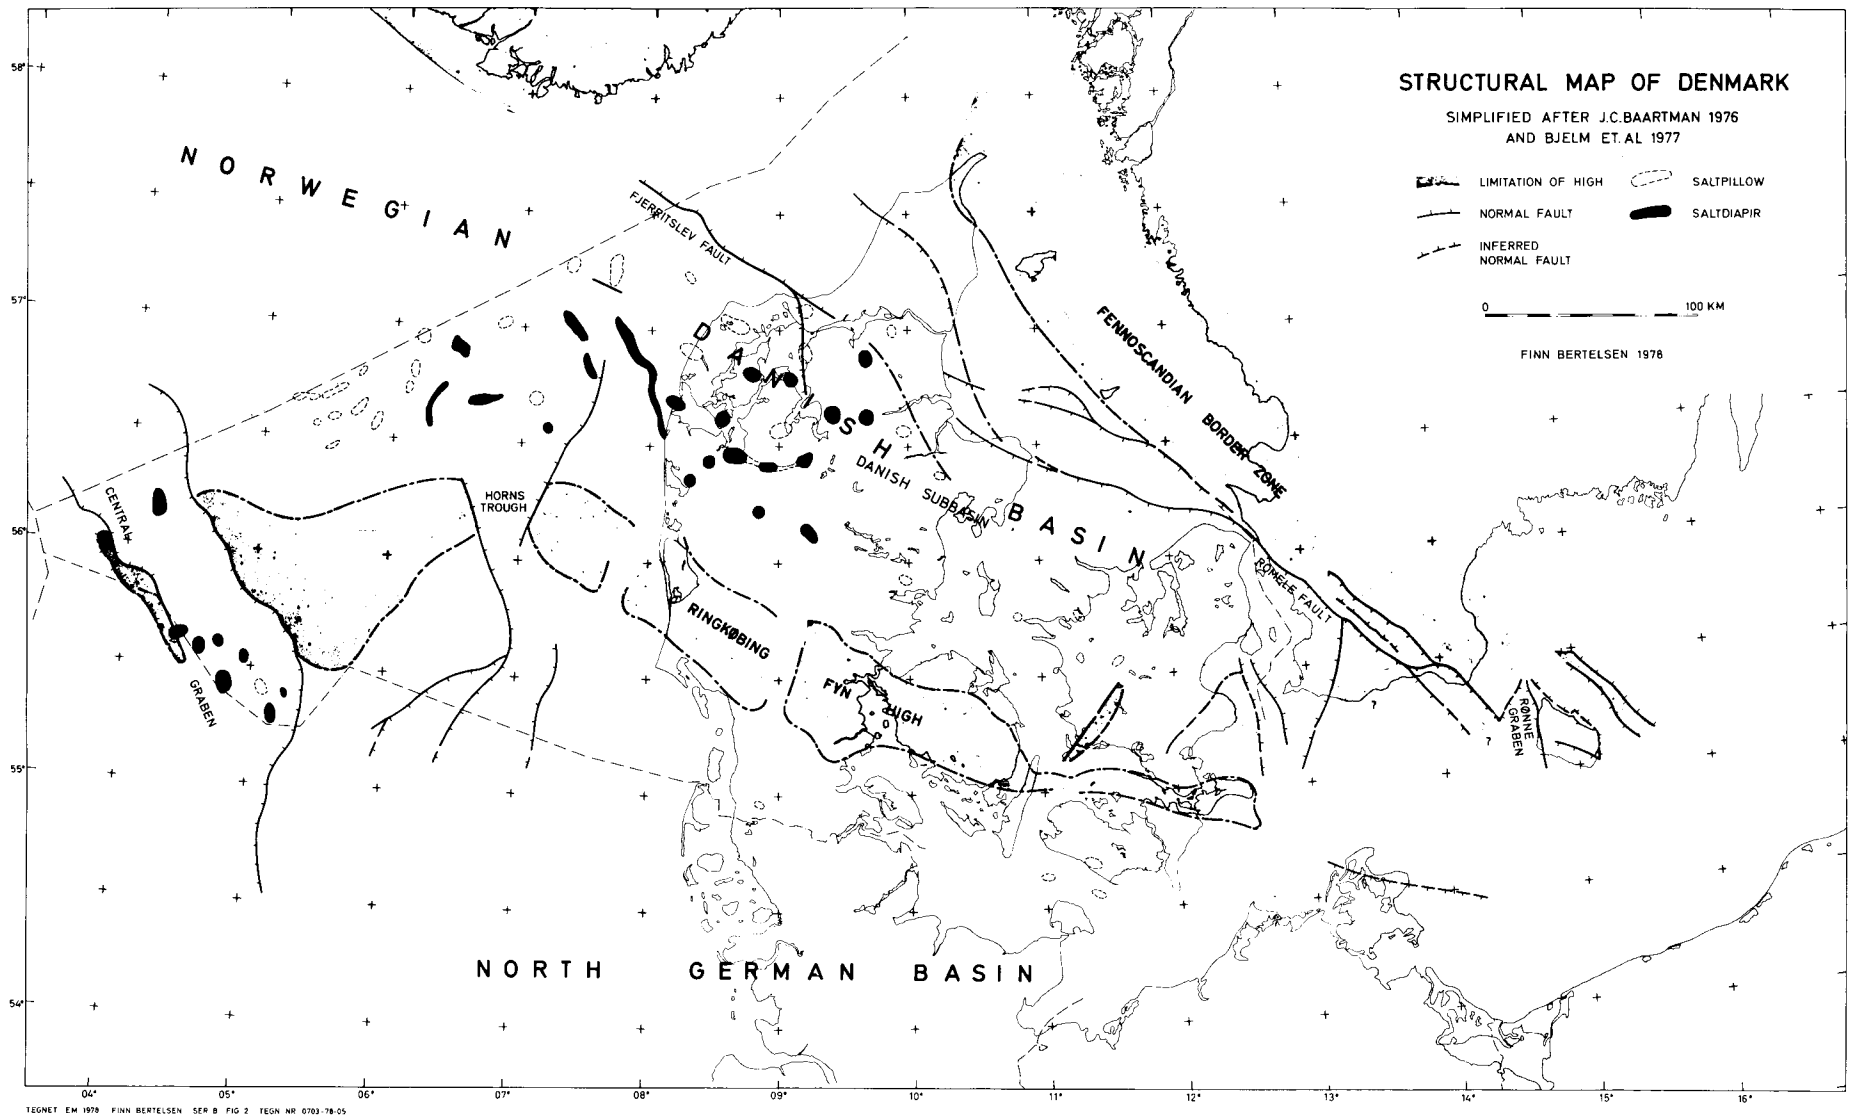 STRUCTURAL MAP OF DENMARK
SIMPLIFIED AFTER J.C.BAARTMAN 1976
AND BJELM ET.AL 1977
LIMITATION OF HIGH
SALTPILLOW
NORMAL FAULT
SALTDIAPIR
INFERRED
NORMAL FAULT
0 100 KM
FINN BERTELSEN 1978
NORWEGIAN
DANISH BASIN
FJERRITSLEV FAULT
FENNOSCANDIAN BORDER ZONE
DANISH SUBBASIN
HORNS
TROUGH
CENTRAL
GRABEN
RINGKØBING
FYN
HIGH
RÖMELE FAULT
RØNNE
GRABEN
?
?
NORTH GERMAN BASIN
58°
57°
56°
55°
54°
04° 05° 06° 07° 08° 09° 10° 11° 12° 13° 14° 15° 16°
TEGNET EM 1978 FINN BERTELSEN SER B FIG 2 TEGN NR 0703-78-05